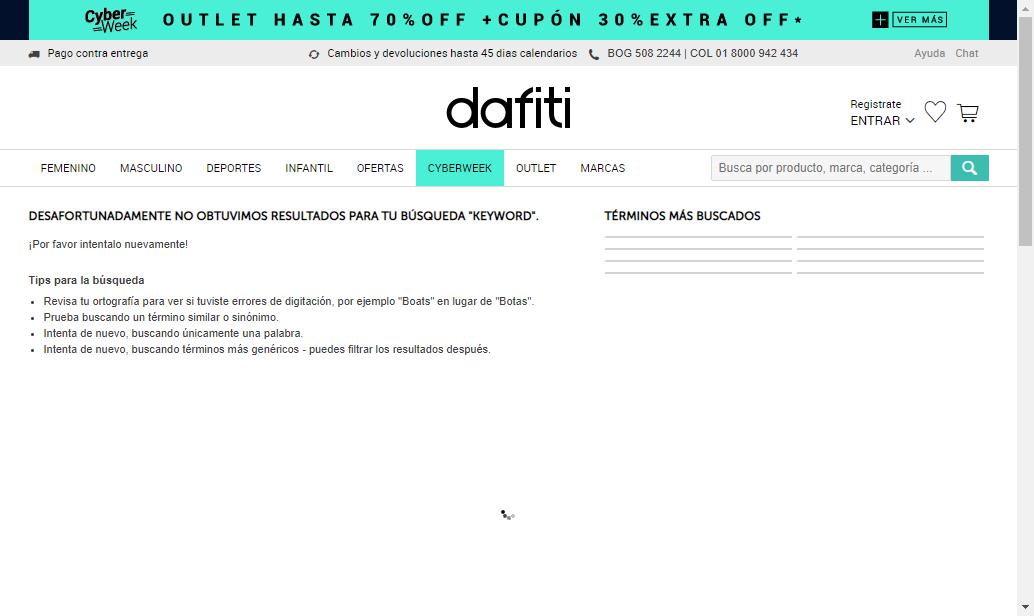 Cyber Week
OUTLET HASTA 70%OFF +CUPÓN 30%EXTRA OFF*
VER MÁS
Pago contra entrega
Cambios y devoluciones hasta 45 dias calendarios
BOG 508 2244 | COL 01 8000 942 434
Ayuda
Chat
dafiti
Registrate
ENTRAR
FEMENINO
MASCULINO
DEPORTES
INFANTIL
OFERTAS
CYBERWEEK
OUTLET
MARCAS
Busca por producto, marca, categoría ...
DESAFORTUNADAMENTE NO OBTUVIMOS RESULTADOS PARA TU BÚSQUEDA "KEYWORD".
¡Por favor intentalo nuevamente!
Tips para la búsqueda
Revisa tu ortografía para ver si tuviste errores de digitación, por ejemplo "Boats" en lugar de "Botas".
Prueba buscando un término similar o sinónimo.
Intenta de nuevo, buscando únicamente una palabra.
Intenta de nuevo, buscando términos más genéricos - puedes filtrar los resultados después.
TÉRMINOS MÁS BUSCADOS